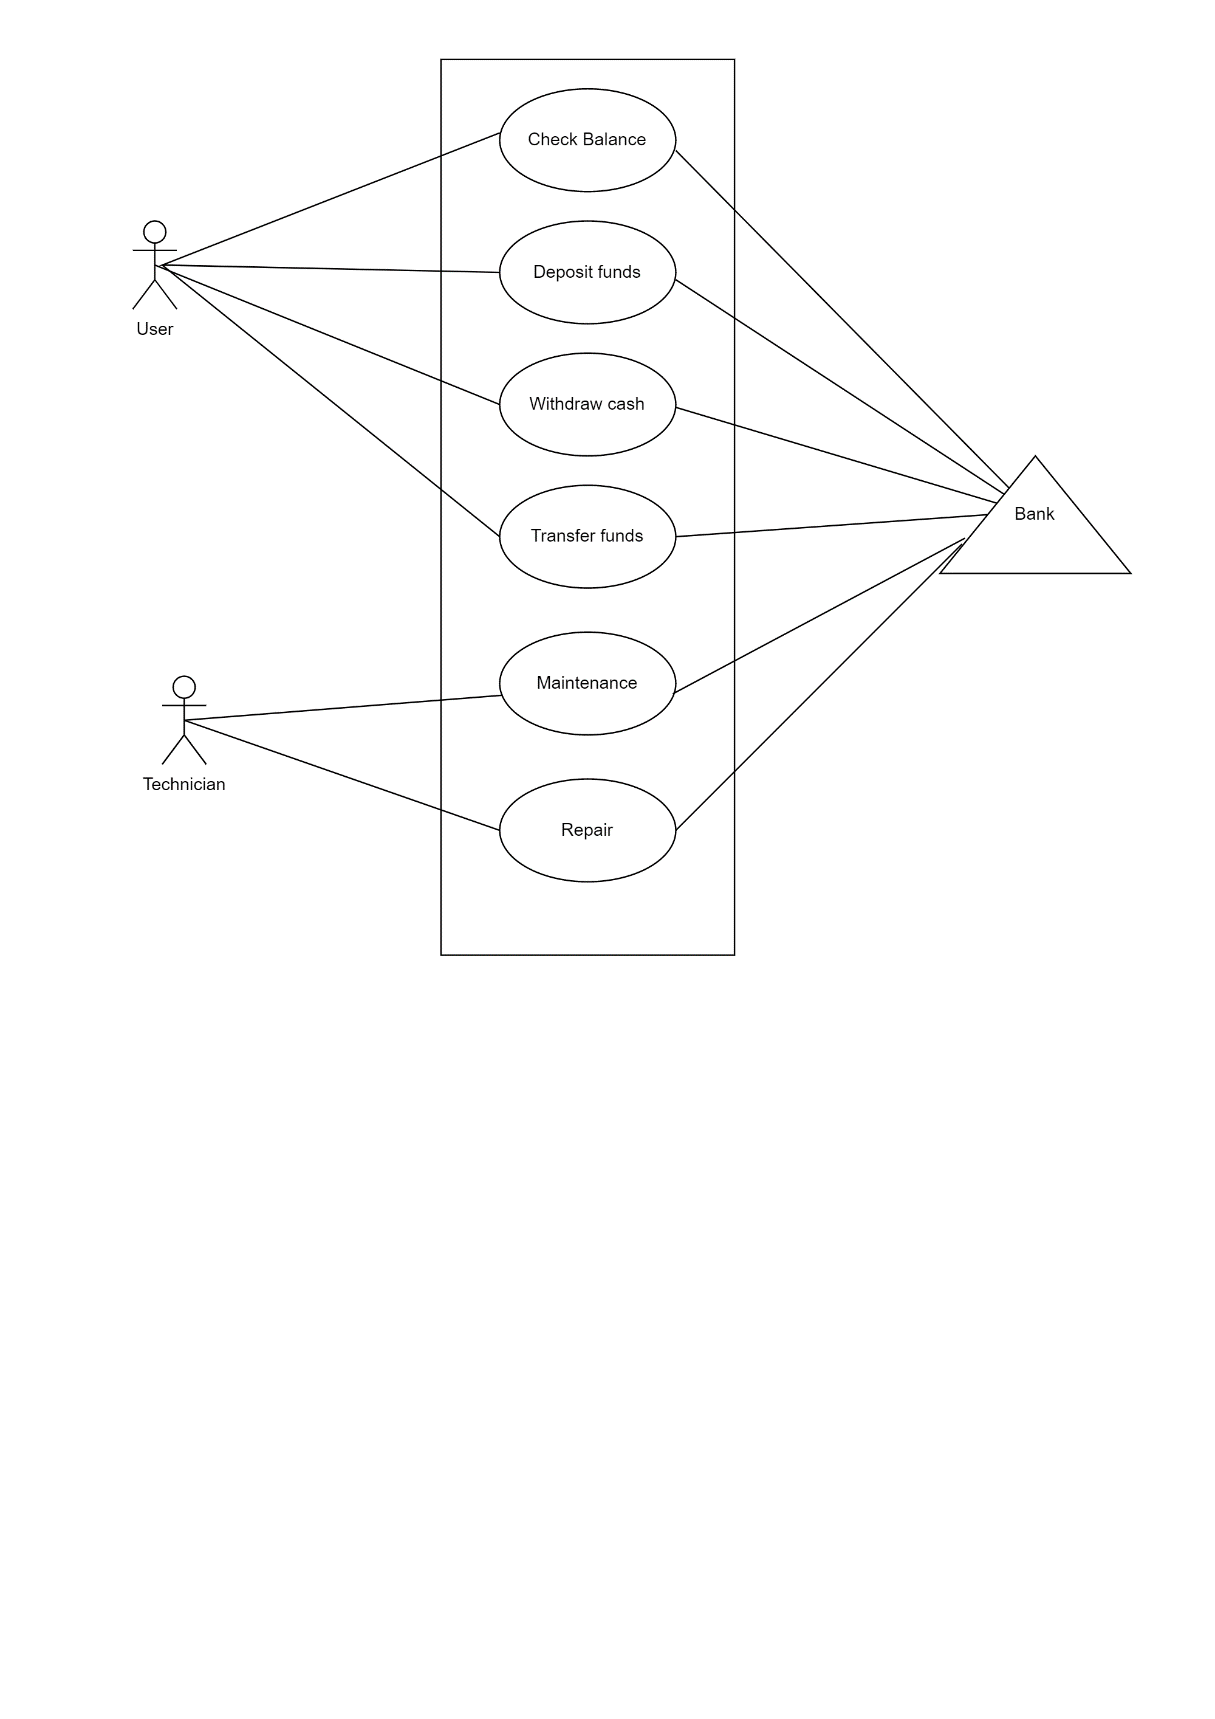 Check Balance
Deposit funds
User
Withdraw cash
Bank
Transfer funds
Maintenance
Technician
Repair